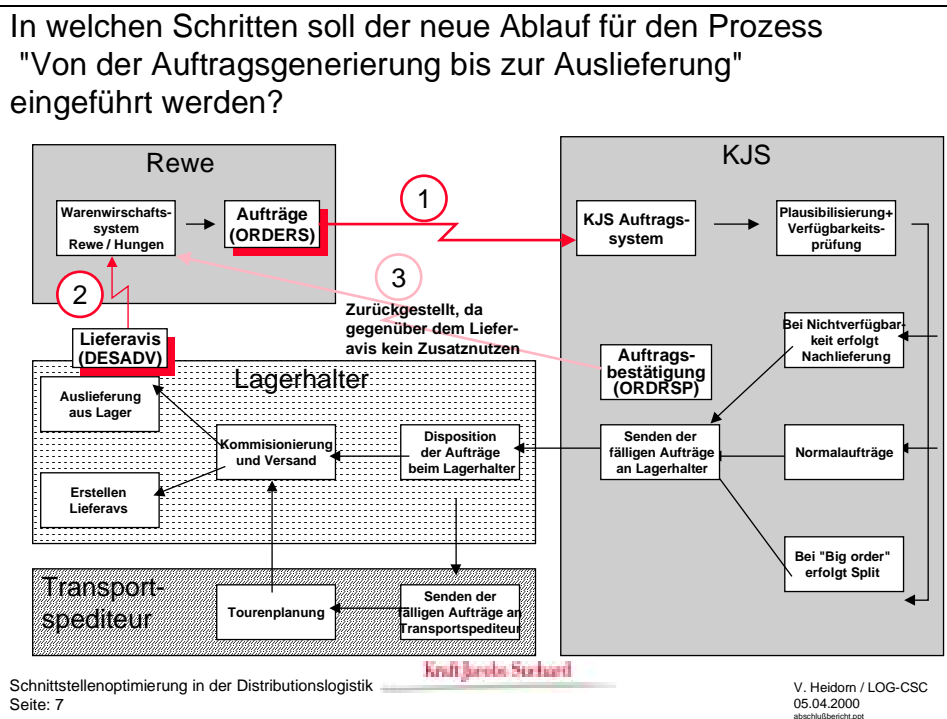 In welchen Schritten soll der neue Ablauf für den Prozess
"Von der Auftragsgenerierung bis zur Auslieferung"
eingeführt werden?
Rewe
KJS
Warenwirtschafts-
system
Rewe / Hungen
Aufträge
(ORDERS)
1
KJS Auftrags-
system
Plausibilisierung+
Verfügbarkeits-
prüfung
2
3
Zurückgestellt, da
gegenüber dem Liefer-
avis kein Zusatznutzen
Lieferavis
(DESADV)
Bei Nichtverfügbar-
keit erfolgt
Nachlieferung
Auftrags-
bestätigung
(ORDRSP)
Lagerhalter
Auslieferung
aus Lager
Kommisionierung
und Versand
Disposition
der Aufträge
beim Lagerhalter
Senden der
fälligen Aufträge
an Lagerhalter
Normalaufträge
Erstellen
Lieferavs
Bei "Big order"
erfolgt Split
Transport-
spediteur
Tourenplanung
Senden der
fälligen Aufträge an
Transportspediteur
Kraft Jacobs Suchard
Schnittstellenoptimierung in der Distributionslogistik
Seite: 7
V. Heidorn / LOG-CSC
05.04.2000
abschlußbericht.ppt